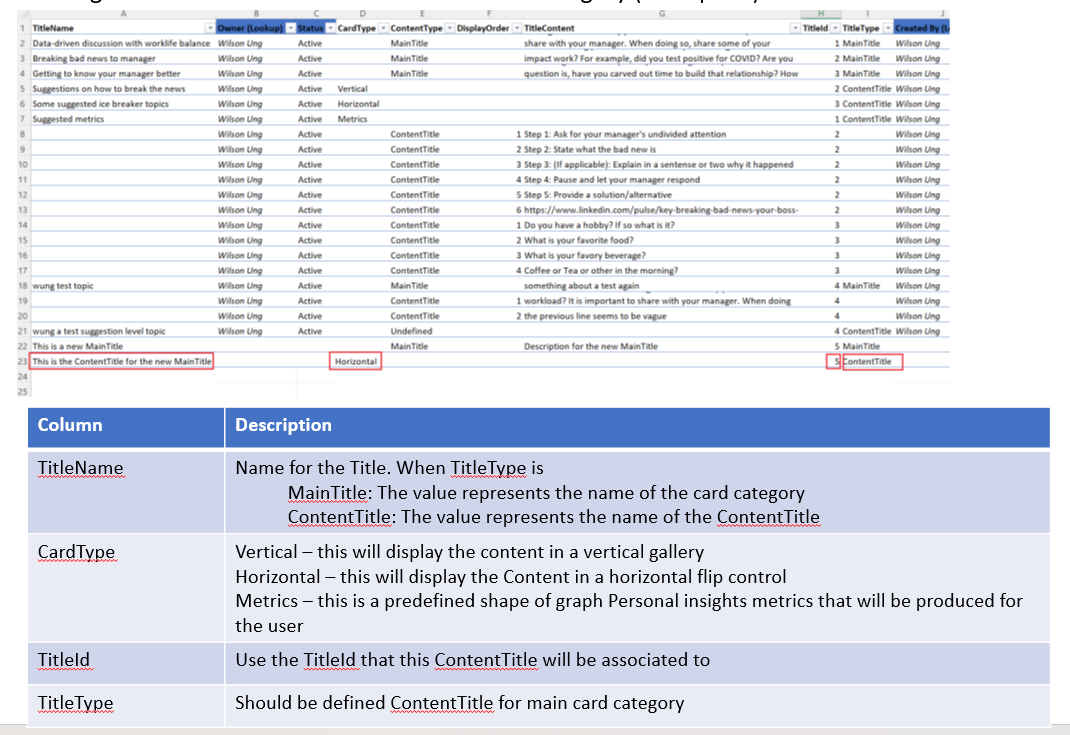 A B C D E F G H I J
1 TitleName Owner (Lookup) Status CardType ContentType DisplayOrder TitleContent TitleId TitleType Created By (L
2 Data-driven discussion with worklife balance Wilson Ung Active MainTitle share with your manager. When doing so, share some of your 1 MainTitle Wilson Ung
3 Breaking bad news to manager Wilson Ung Active MainTitle impact work? For example, did you test positive for COVID? Are you 2 MainTitle Wilson Ung
4 Getting to know your manager better Wilson Ung Active MainTitle question is, have you carved out time to build that relationship? How 3 MainTitle Wilson Ung
5 Suggestions on how to break the news Wilson Ung Active Vertical 2 ContentTitle Wilson Ung
6 Some suggested ice breaker topics Wilson Ung Active Horizontal 3 ContentTitle Wilson Ung
7 Suggested metrics Wilson Ung Active Metrics 1 ContentTitle Wilson Ung
8 Wilson Ung Active ContentTitle 1 Step 1: Ask for your manager's undivided attention 2 Wilson Ung
9 Wilson Ung Active ContentTitle 2 Step 2: State what the bad new is 2 Wilson Ung
10 Wilson Ung Active ContentTitle 3 Step 3: (If applicable): Explain in a sentence or two why it happened 2 Wilson Ung
11 Wilson Ung Active ContentTitle 4 Step 4: Pause and let your manager respond 2 Wilson Ung
12 Wilson Ung Active ContentTitle 5 Step 5: Provide a solution/alternative 2 Wilson Ung
13 Wilson Ung Active ContentTitle 6 https://www.linkedin.com/pulse/key-breaking-bad-news-your-boss- 2 Wilson Ung
14 Wilson Ung Active ContentTitle 1 Do you have a hobby? If so what is it? 3 Wilson Ung
15 Wilson Ung Active ContentTitle 2 What is your favorite food? 3 Wilson Ung
16 Wilson Ung Active ContentTitle 3 What is your favory beverage? 3 Wilson Ung
17 Wilson Ung Active ContentTitle 4 Coffee or Tea or other in the morning? 3 Wilson Ung
18 wung test topic Wilson Ung Active MainTitle something about a test again 4 MainTitle Wilson Ung
19 Wilson Ung Active ContentTitle 1 workload? It is important to share with your manager. When doing 4 Wilson Ung
20 Wilson Ung Active ContentTitle 2 the previous line seems to be vague 4 Wilson Ung
21 wung a test suggestion level topic Wilson Ung Active Undefined 4 ContentTitle Wilson Ung
22 This is a new MainTitle MainTitle Description for the new MainTitle 5 MainTitle
23 This is the ContentTitle for the new MainTitle Horizontal 5 ContentTitle
24
25
Column Description
TitleName Name for the Title. When TitleType is
MainTitle: The value represents the name of the card category
ContentTitle: The value represents the name of the ContentTitle
CardType Vertical – this will display the content in a vertical gallery
Horizontal – this will display the Content in a horizontal flip control
Metrics – this is a predefined shape of graph Personal insights metrics that will be produced for
the user
TitleId Use the TitleId that this ContentTitle will be associated to
TitleType Should be defined ContentTitle for main card category